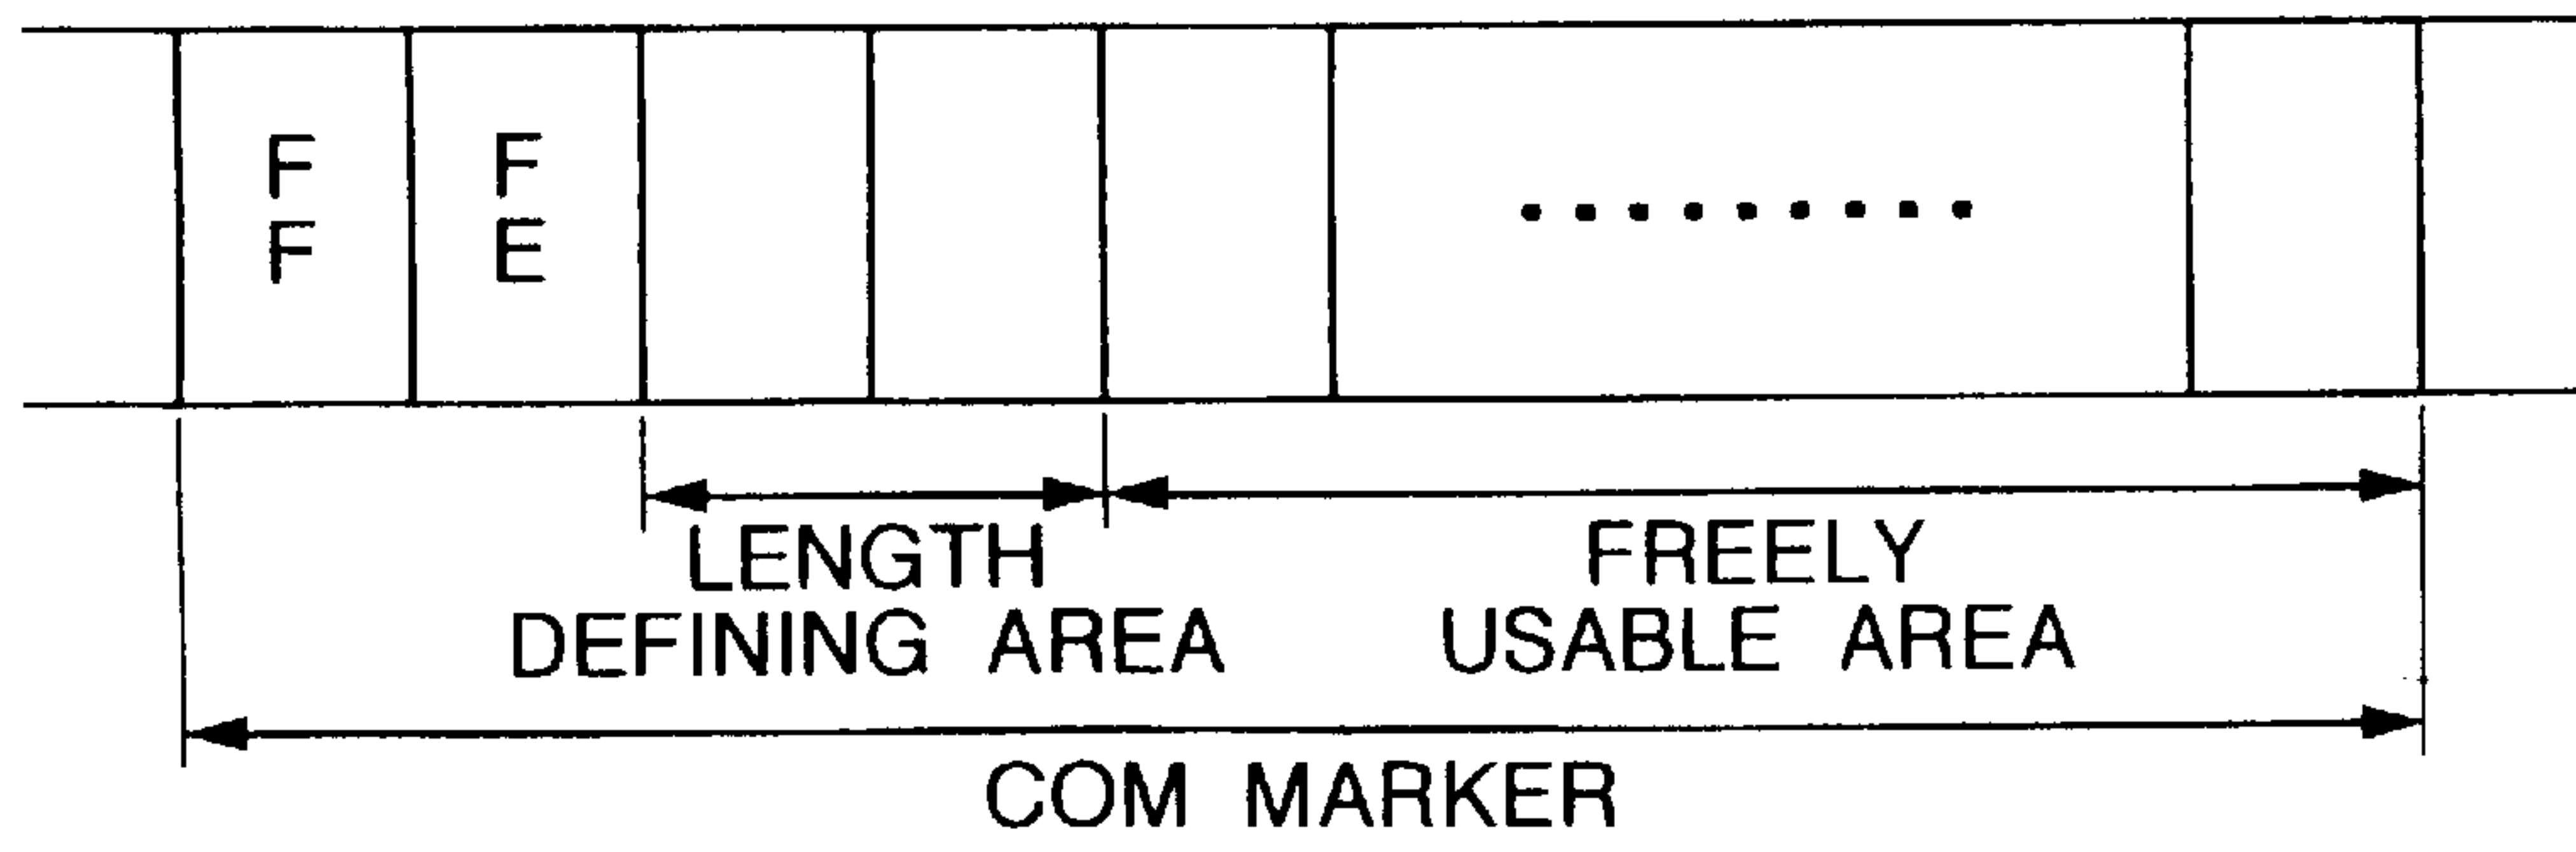 F F
F E
.........
LENGTH FREELY
DEFINING AREA USABLE AREA
COM MARKER